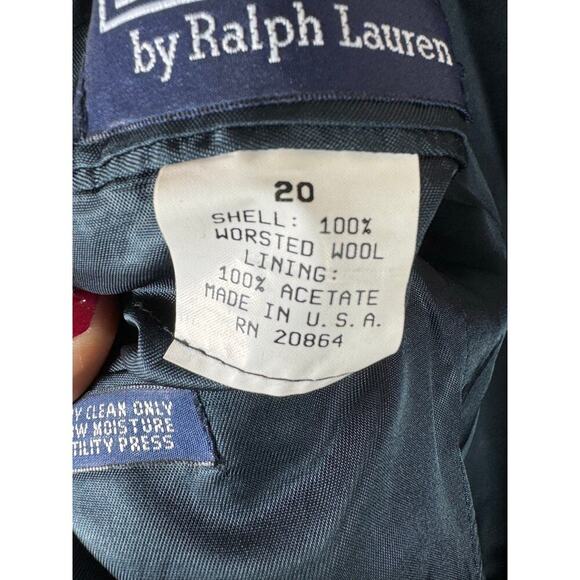 by Ralph Lauren
20
SHELL: 100%
WORSTED WOOL
LINING:
100% ACETATE
MADE IN U.S.A.
RN 20864
Y CLEAN ONLY
W MOISTURE
TILITY PRESS